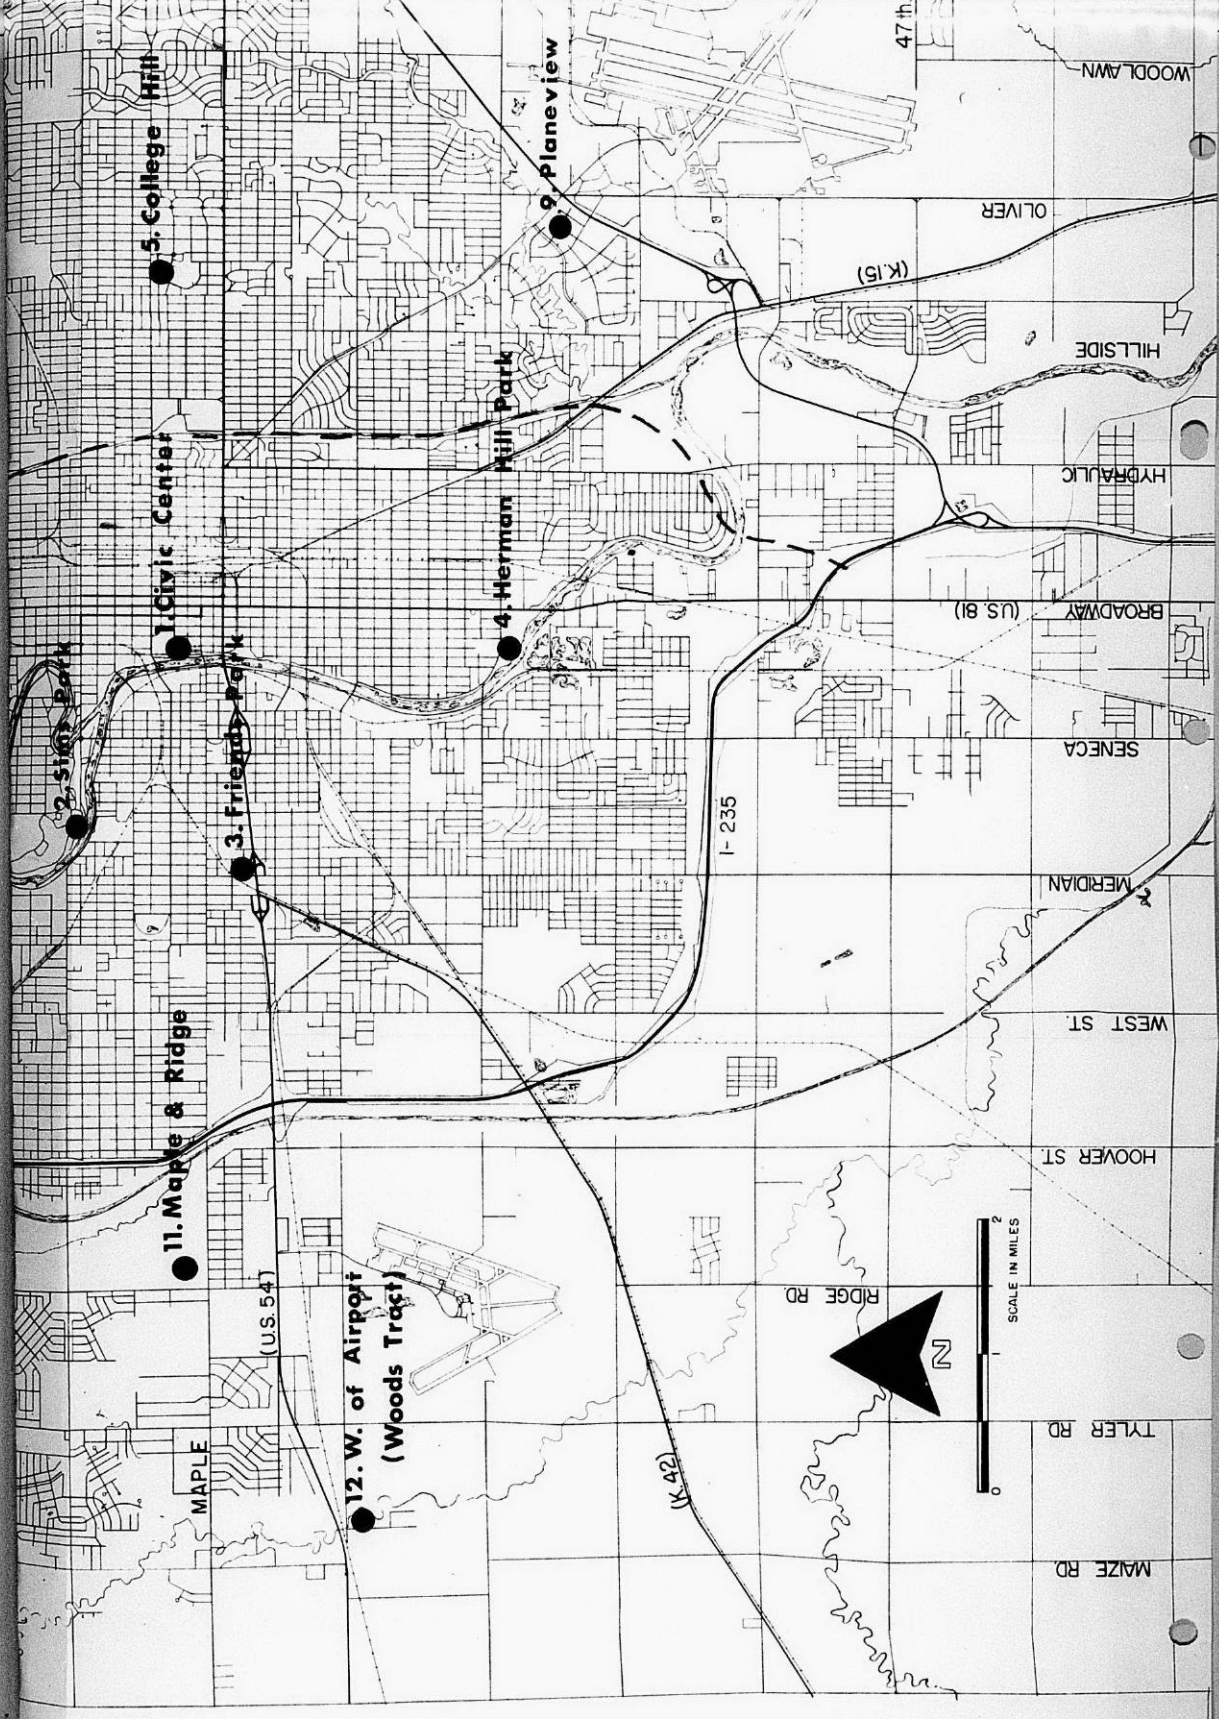 2. Sims Park
11. Maple & Ridge
1. Civic Center
5. College Hill
MAPLE
3. Friends Park
(U.S. 54)
12. W. of Airport
(Woods Tract)
4. Herman Hill Park
9. Planeview
(K.42)
I-235
(K.15)
47th
(U.S. 81)
WOODLAWN
OLIVER
HILLSIDE
HYDRAULIC
BROADWAY
SENECA
MERIDIAN
WEST ST.
HOOVER ST.
RIDGE RD.
TYLER RD
MAIZE RD
N
0 1 2
SCALE IN MILES